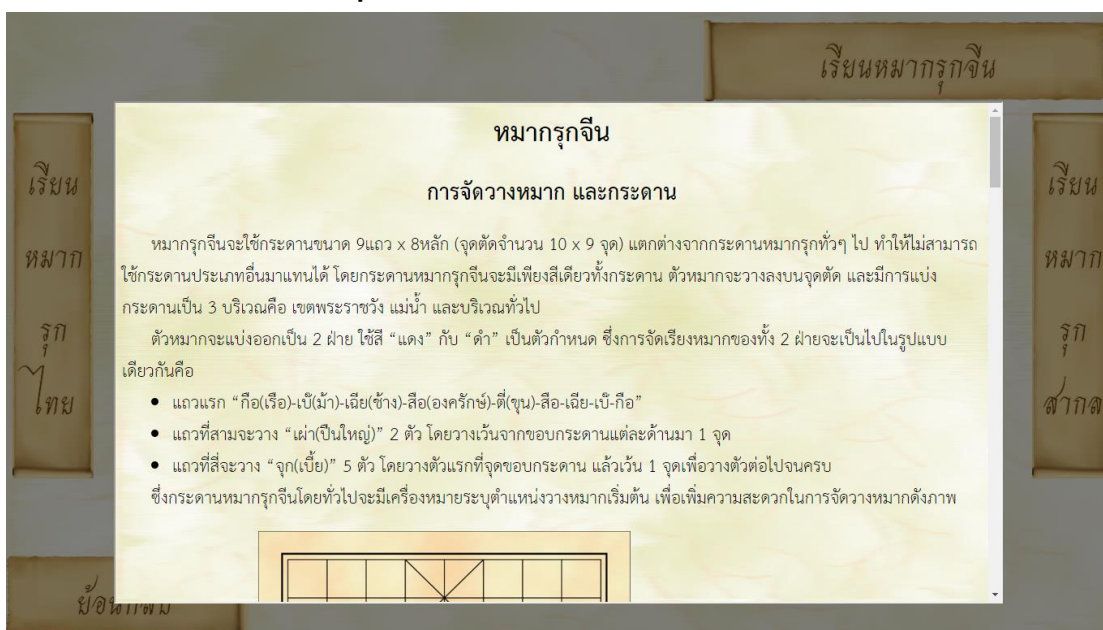 เรียนหมากรุกจีน
เรียน
หมาก
รุก
ไทย
หมากรุกจีน
การจัดวางหมาก และกระดาน
หมากรุกจีนจะใช้กระดานขนาด 9แถว x 8หลัก (จุดตัดจำนวน 10 x 9 จุด) แตกต่างจากกระดานหมากรุกทั่วๆ ไป ทำให้ไม่สามารถ
ใช้กระดานประเภทอื่นมาแทนได้ โดยกระดานหมากรุกจีนจะมีเพียงสีเดียวทั้งกระดาน ตัวหมากจะวางลงบนจุดตัด และมีการแบ่ง
กระดานเป็น 3 บริเวณคือ เขตพระราชวัง แม่น้ำ และบริเวณทั่วไป
ตัวหมากจะแบ่งออกเป็น 2 ฝ่าย ใช้สี “แดง” กับ “ดำ” เป็นตัวกำหนด ซึ่งการจัดเรียงหมากของทั้ง 2 ฝ่ายจะเป็นไปในรูปแบบ
เดียวกันคือ
• แถวแรก “กือ(เรือ)-เบ๊(ม้า)-เฉีย(ช้าง)-สือ(องครักษ์)-ตี่(ขุน)-สือ-เฉีย-เบ๊-กือ”
• แถวที่สามจะวาง “เผ่า(ปืนใหญ่)” 2 ตัว โดยวางเว้นจากขอบกระดานแต่ละด้านมา 1 จุด
• แถวที่สี่จะวาง “จุก(เบี้ย)” 5 ตัว โดยวางตัวแรกที่จุดขอบกระดาน แล้วเว้น 1 จุดเพื่อวางตัวต่อไปจนครบ
ซึ่งกระดานหมากรุกจีนโดยทั่วไปจะมีเครื่องหมายระบุตำแหน่งวางหมากเริ่มต้น เพื่อเพิ่มความสะดวกในการจัดวางหมากดังภาพ
เรียน
หมาก
รุก
สากล